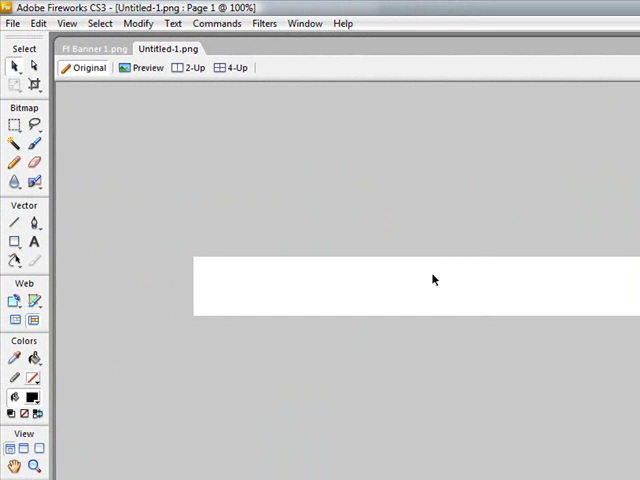 Adobe Fireworks CS3 - [Untitled-1.png : Page 1 @ 100%]
File Edit View Select Modify Text Commands Filters Window Help
Select
Ff Banner 1.png Untitled-1.png
Original Preview 2-Up 4-Up
Bitmap
Vector
A
Web
Colors
View